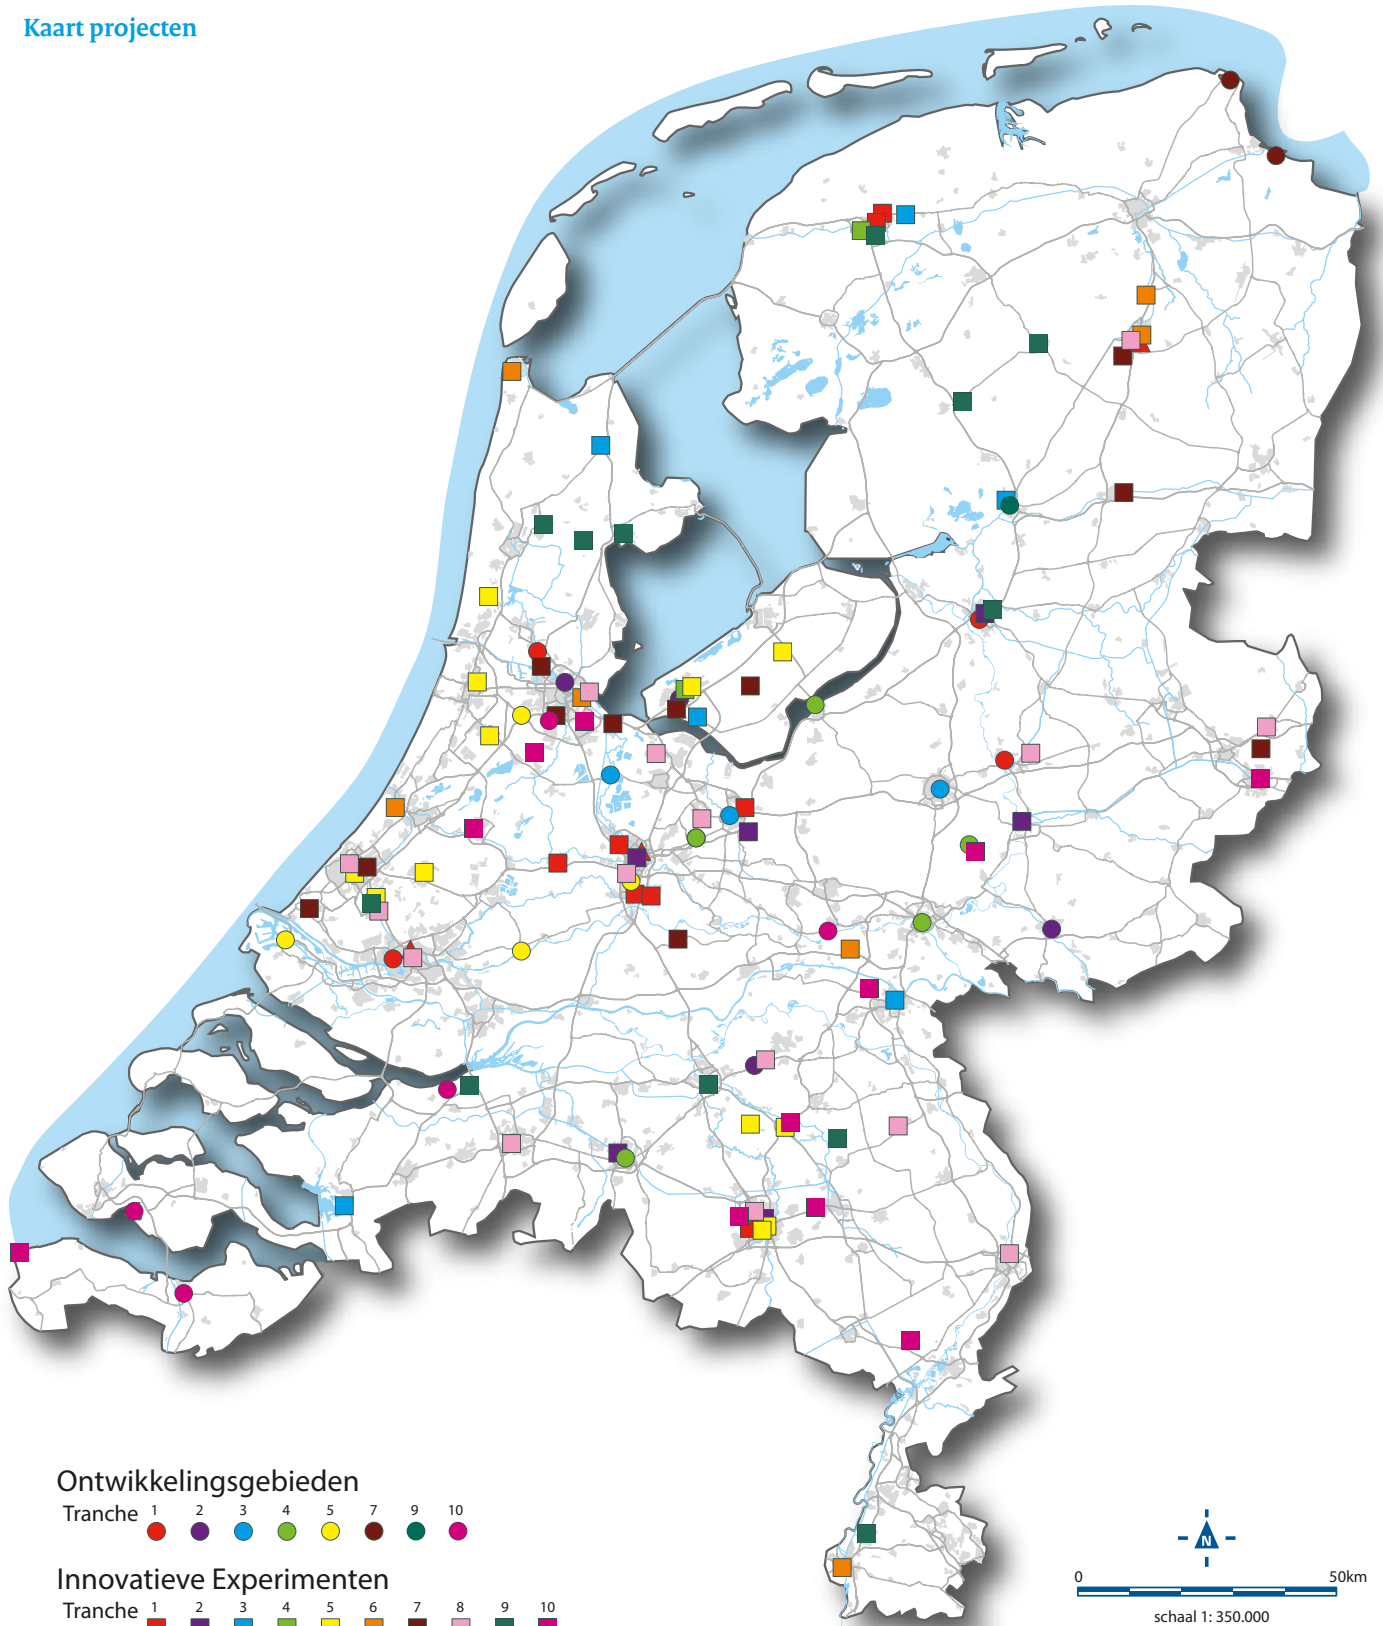 Kaart projecten
Ontwikkelingsgebieden
Tranche 1 2 3 4 5 7 9 10
Innovatieve Experimenten
Tranche 1 2 3 4 5 6 7 8 9 10
N
0 50km
schaal 1: 350.000